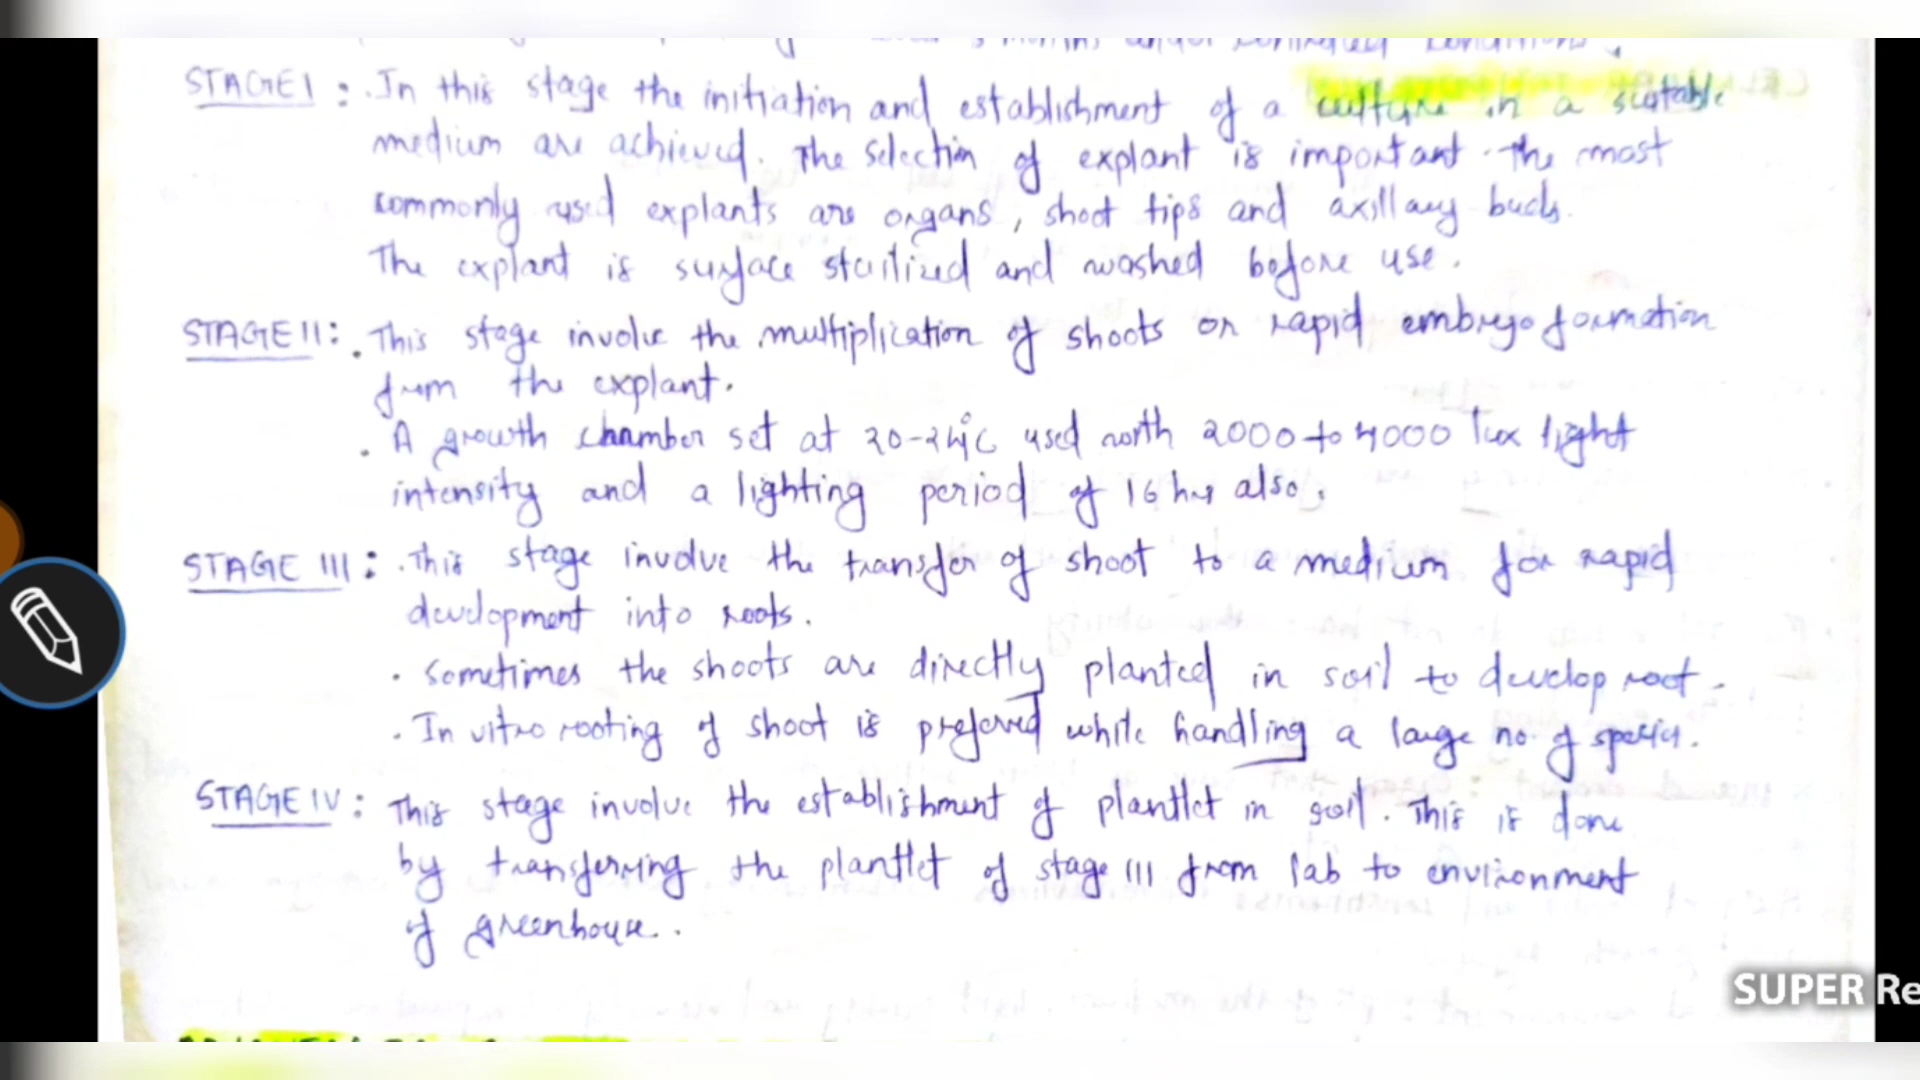 STAGE I : . In this stage the initiation and establishment of a culture in a suitable
medium are achieved. The selection of explant is important. The most
commonly used explants are organs, shoot tips and axillary buds.
The explant is surface sterilized and washed before use.
STAGE II : . This stage involve the multiplication of shoots or rapid embryo formation
from the explant.
. A growth chamber set at 20-24°C used with 2000 to 4000 lux light
intensity and a lighting period of 16 hrs also.
STAGE III : . This stage involve the transfer of shoot to a medium for rapid
development into roots.
. Sometimes the shoots are directly planted in soil to develop root.
. In vitro rooting of shoot is prefered while handling a large no. of species.
STAGE IV : This stage involve the establishment of plantlet in soil. This is done
by transferring the plantlet of stage III from lab to environment
of greenhouse..
SUPER Re